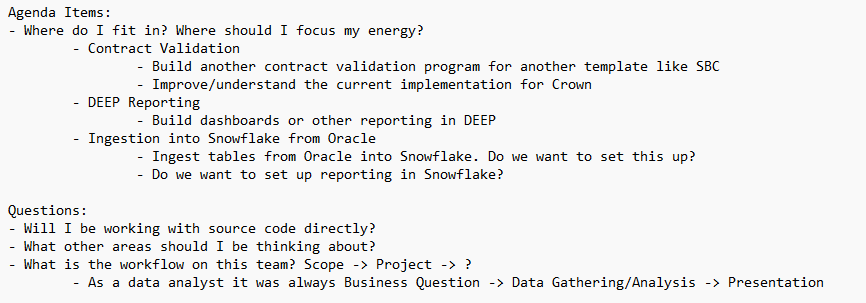 Agenda Items:
- Where do I fit in? Where should I focus my energy?
- Contract Validation
- Build another contract validation program for another template like SBC
- Improve/understand the current implementation for Crown
- DEEP Reporting
- Build dashboards or other reporting in DEEP
- Ingestion into Snowflake from Oracle
- Ingest tables from Oracle into Snowflake. Do we want to set this up?
- Do we want to set up reporting in Snowflake?
Questions:
- Will I be working with source code directly?
- What other areas should I be thinking about?
- What is the workflow on this team? Scope -> Project -> ?
- As a data analyst it was always Business Question -> Data Gathering/Analysis -> Presentation